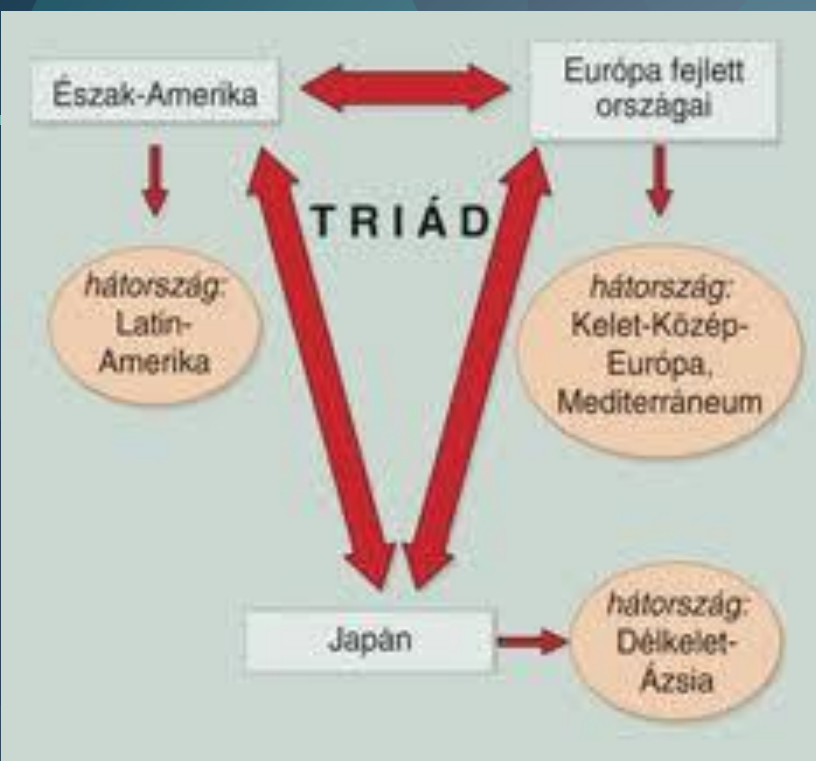 Észak-Amerika
Európa fejlett
országai
TRIÁD
hátország:
Latin-
Amerika
hátország:
Kelet-Közép-
Európa,
Mediterráneum
Japán
hátország:
Délkelet-
Ázsia